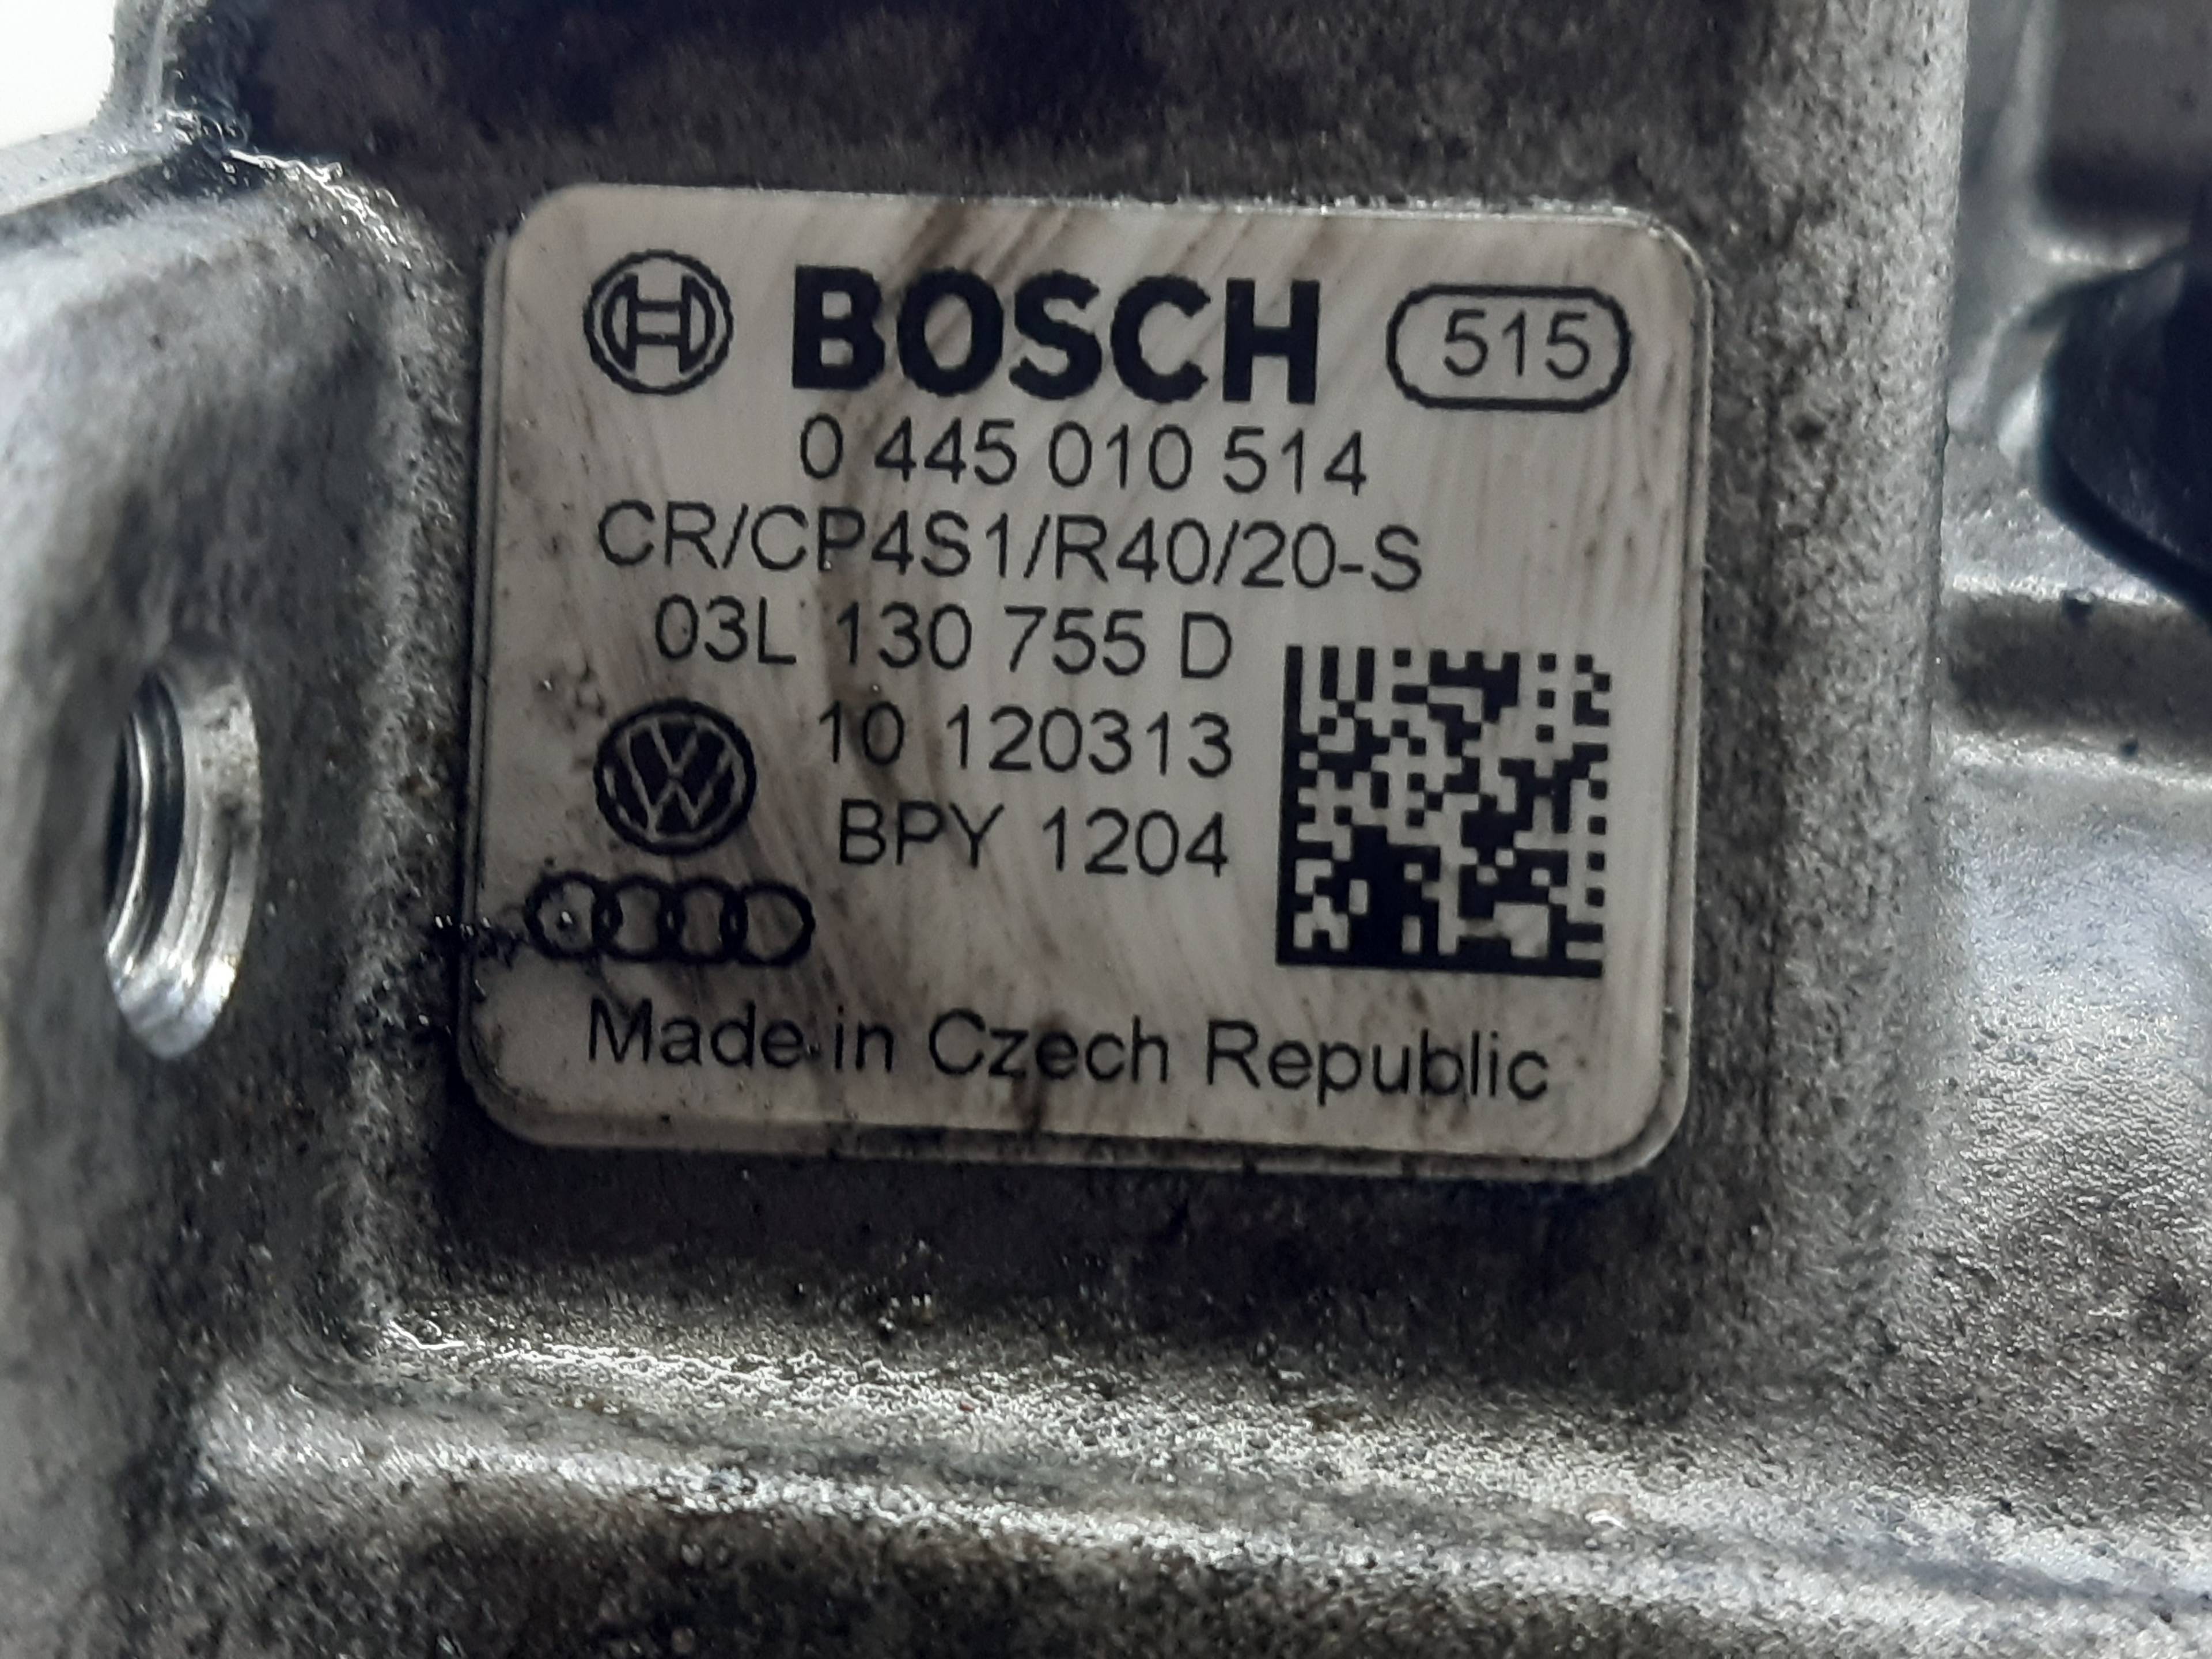 BOSCH 515
0 445 010 514
CR/CP4S1/R40/20-S
03L 130 755 D
10 120313
BPY 1204
Made in Czech Republic